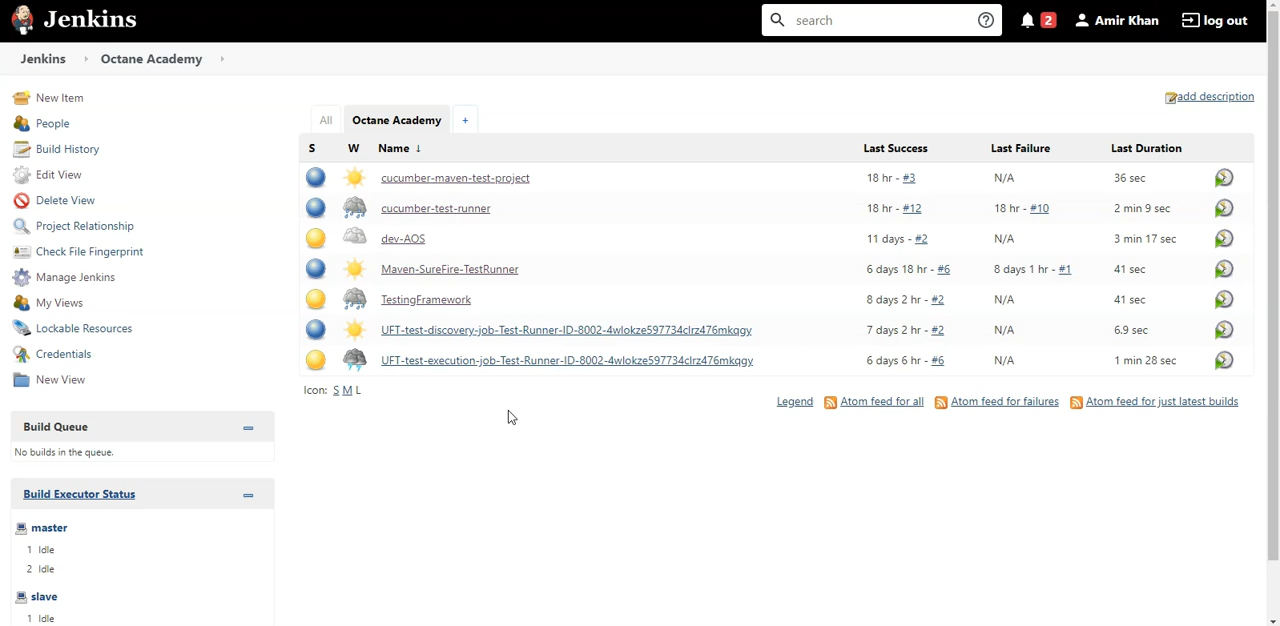 Jenkins
search
2
Amir Khan
log out
Jenkins
Octane Academy
New Item
People
Build History
Edit View
Delete View
Project Relationship
Check File Fingerprint
Manage Jenkins
My Views
Lockable Resources
Credentials
New View
Build Queue
No builds in the queue.
Build Executor Status
master
1 Idle
2 Idle
slave
1 Idle
add description
All Octane Academy +
S W Name ↓ Last Success Last Failure Last Duration
cucumber-maven-test-project 18 hr - #3 N/A 36 sec
cucumber-test-runner 18 hr - #12 18 hr - #10 2 min 9 sec
dev-AOS 11 days - #2 N/A 3 min 17 sec
Maven-SureFire-TestRunner 6 days 18 hr - #6 8 days 1 hr - #1 41 sec
TestingFramework 8 days 2 hr - #2 N/A 41 sec
UFT-test-discovery-job-Test-Runner-ID-8002-4wlokze597734clrz476mkqgy 7 days 2 hr - #2 N/A 6.9 sec
UFT-test-execution-job-Test-Runner-ID-8002-4wlokze597734clrz476mkqgy 6 days 6 hr - #6 N/A 1 min 28 sec
Icon: S M L
Legend Atom feed for all Atom feed for failures Atom feed for just latest builds